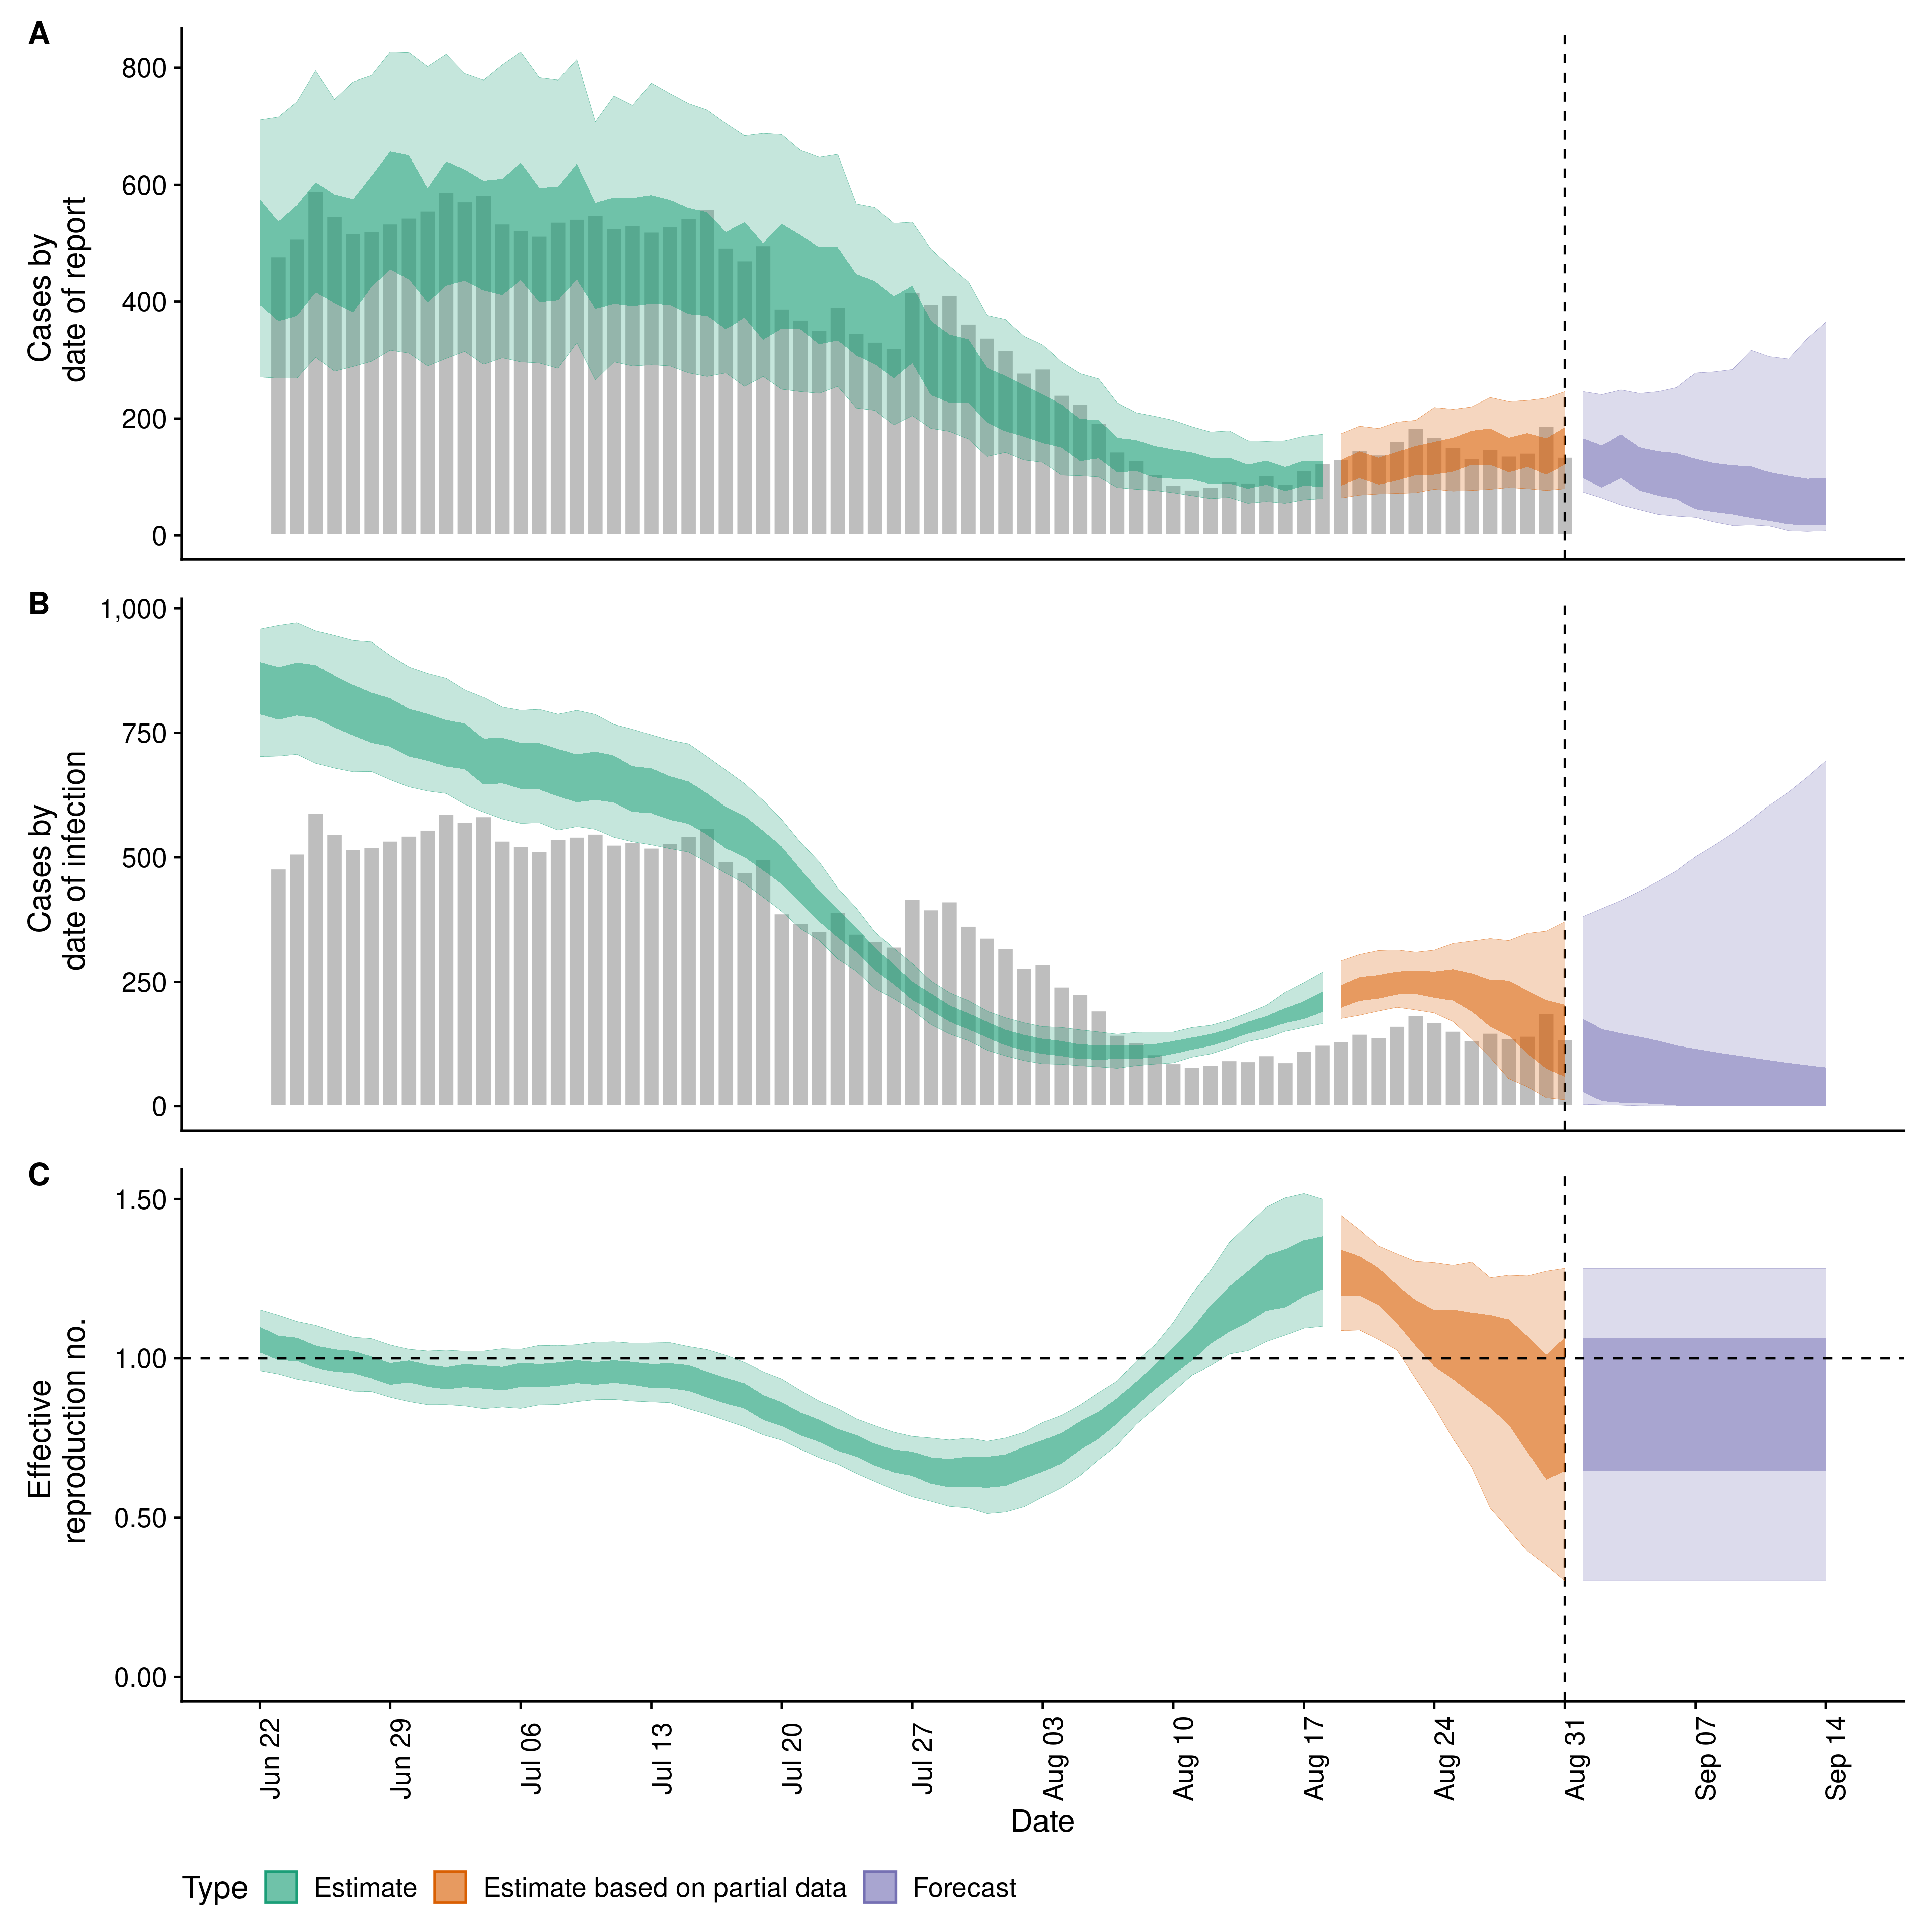 A
800
600
400
200
0
Cases by
date of report
B
1,000
750
500
250
0
Cases by
date of infection
C
1.50
1.00
0.50
0.00
Effective
reproduction no.
Jun 22
Jun 29
Jul 06
Jul 13
Jul 20
Jul 27
Aug 03
Aug 10
Aug 17
Aug 24
Aug 31
Sep 07
Sep 14
Date
Type Estimate Estimate based on partial data Forecast